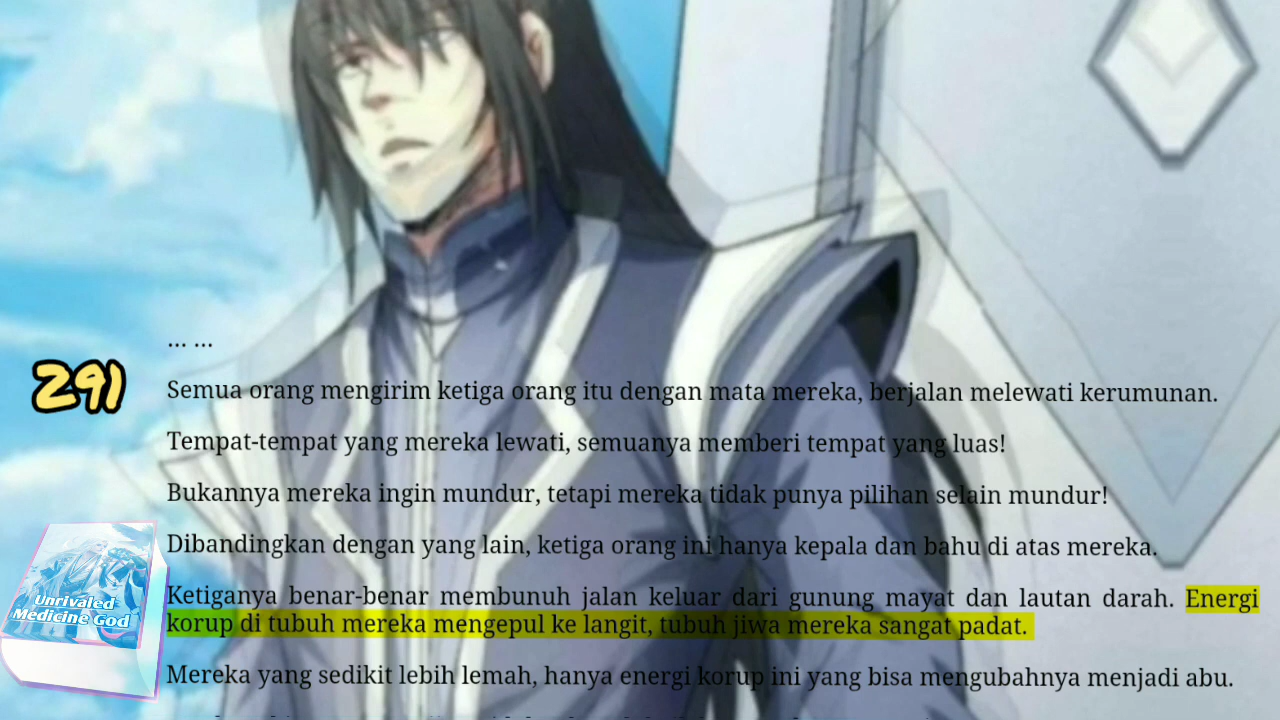 ... ...
291
Semua orang mengirim ketiga orang itu dengan mata mereka, berjalan melewati kerumunan.
Tempat-tempat yang mereka lewati, semuanya memberi tempat yang luas!
Bukannya mereka ingin mundur, tetapi mereka tidak punya pilihan selain mundur!
Dibandingkan dengan yang lain, ketiga orang ini hanya kepala dan bahu di atas mereka.
Ketiganya benar-benar membunuh jalan keluar dari gunung mayat dan lautan darah. Energi
korup di tubuh mereka mengepul ke langit, tubuh jiwa mereka sangat padat.
Unrivaled
Medicine God
Mereka yang sedikit lebih lemah, hanya energi korup ini yang bisa mengubahnya menjadi abu.